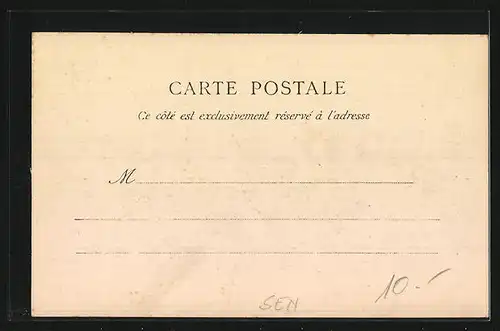 CARTE POSTALE
Ce côté est exclusivement réservé à l'adresse
M
SEM
10.-